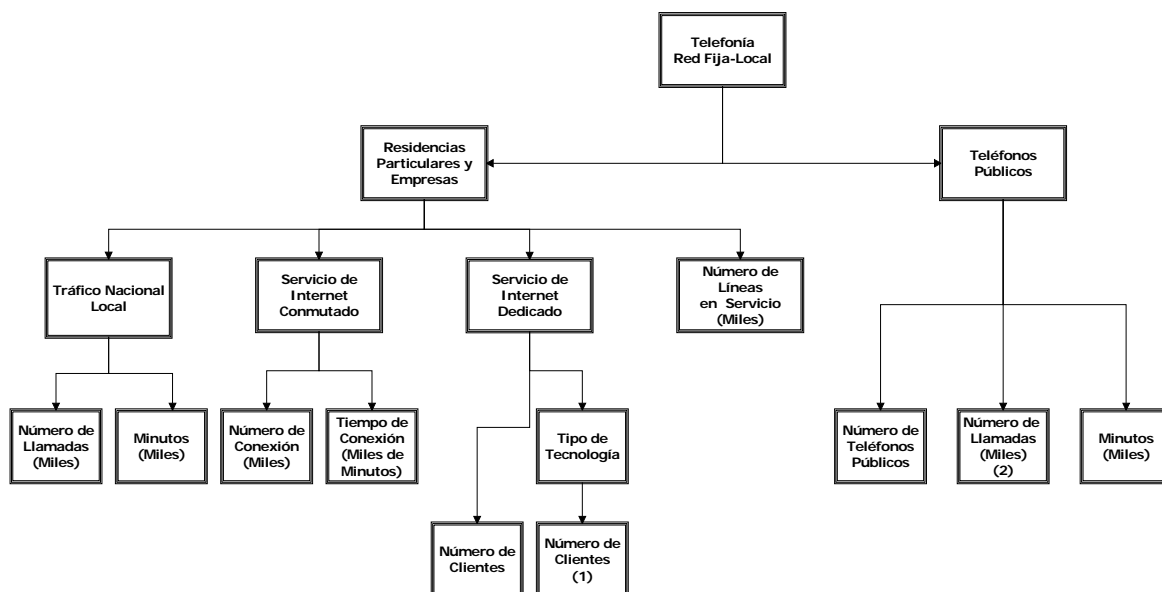 Telefonía
Red Fija-Local
Residencias
Particulares y
Empresas
Teléfonos
Públicos
Tráfico Nacional
Local
Servicio de
Internet
Conmutado
Servicio de
Internet
Dedicado
Número de
Líneas
en Servicio
(Miles)
Número de
Llamadas
(Miles)
Minutos
(Miles)
Número de
Conexión
(Miles)
Tiempo de
Conexión
(Miles de
Minutos)
Tipo de
Tecnología
Número de
Teléfonos
Públicos
Número de
Llamadas
(Miles)
(2)
Minutos
(Miles)
Número de
Clientes
Número de
Clientes
(1)